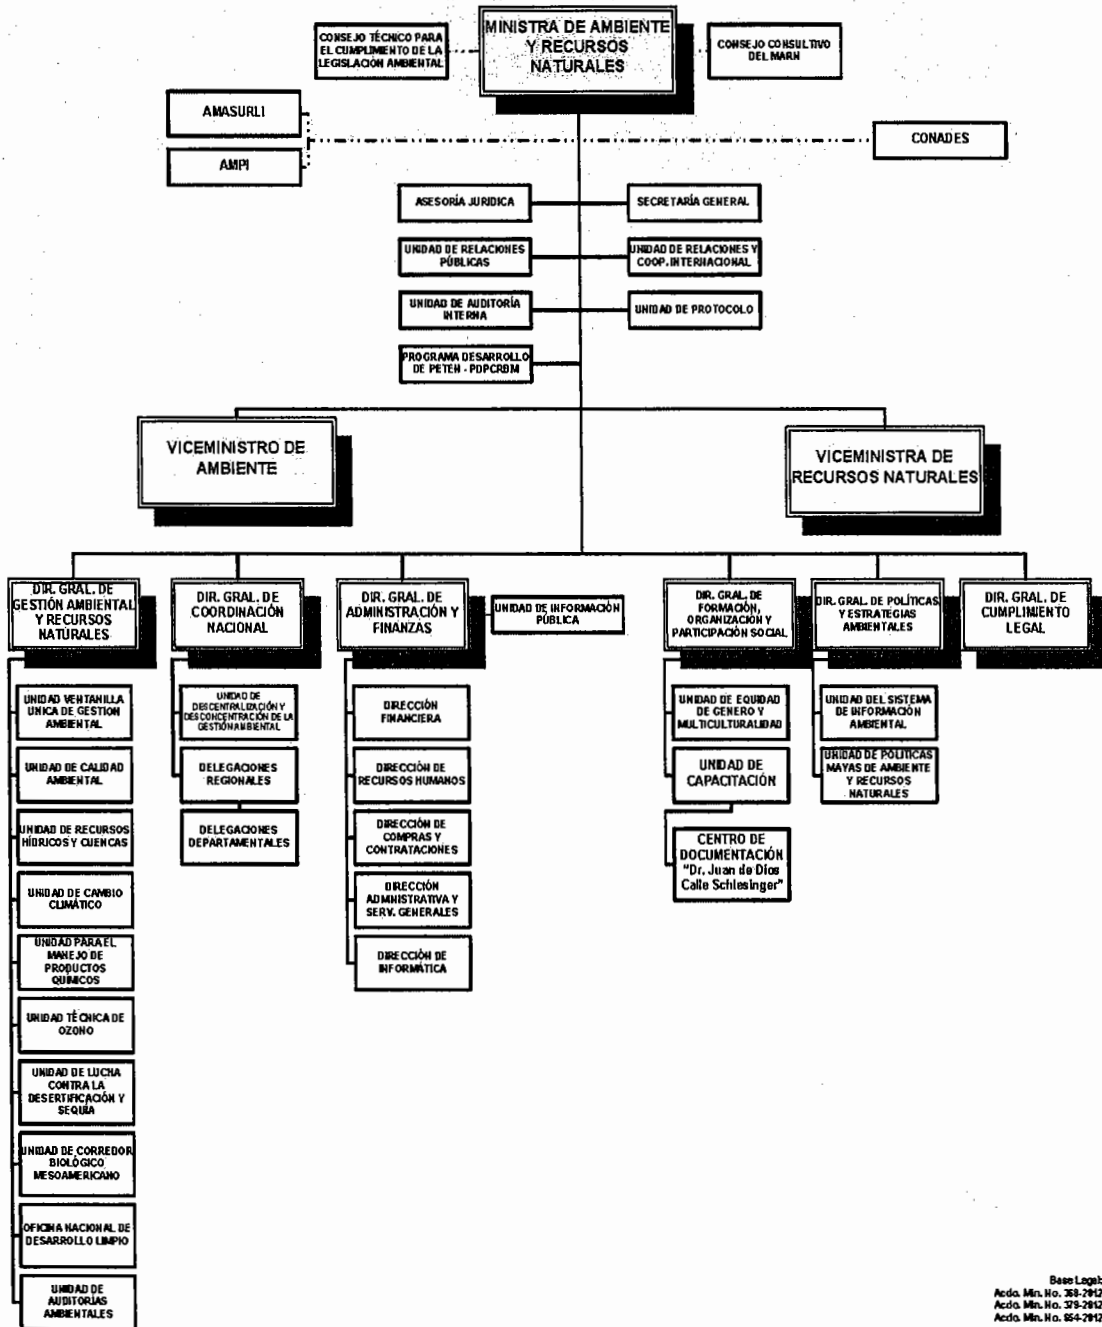 CONSEJO TÉCNICO PARA
EL CUMPLIMENTO DE LA
LEGISLACIÓN AMBIENTAL
MINISTRA DE AMBIENTE
Y RECURSOS
NATURALES
CONSEJO CONSULTIVO
DEL MARN
AMASURLI
AMPI
CONADES
ASESORÍA JURIDICA
SECRETARÍA GENERAL
UNIDAD DE RELACIONES
PÚBLICAS
UNIDAD DE RELACIONES Y
COOP. INTERNACIONAL
UNIDAD DE AUDITORÍA
INTERNA
UNIDAD DE PROTOCOLO
PROGRAMA DESARROLLO
DE PETEN - PDPCRBM
VICEMINISTRO DE
AMBIENTE
VICEMINISTRA DE
RECURSOS NATURALES
DIR. GRAL. DE
GESTIÓN AMBIENTAL
Y RECURSOS
NATURALES
DIR. GRAL. DE
COORDINACIÓN
NACIONAL
DIR. GRAL. DE
ADMINISTRACIÓN Y
FINANZAS
UNIDAD DE INFORMACIÓN
PÚBLICA
DIR. GRAL. DE
FORMACIÓN,
ORGANIZACIÓN Y
PARTICIPACIÓN SOCIAL
DIR. GRAL. DE POLÍTICAS
Y ESTRATEGIAS
AMBIENTALES
DIR. GRAL. DE
CUMPLIMIENTO
LEGAL
UNIDAD VENTANILLA
UNICA DE GESTION
AMBIENTAL
UNIDAD DE CALIDAD
AMBIENTAL
UNIDAD DE RECURSOS
HÍDRICOS Y CUENCAS
UNIDAD DE CAMBIO
CLIMÁTICO
UNIDAD PARA EL
MANEJO DE
PRODUCTOS
QUIMICOS
UNIDAD TÉCNICA DE
OZONO
UNIDAD DE LUCHA
CONTRA LA
DESERTIFICACIÓN Y
SEQUÍA
UNIDAD DE CORREDOR
BIOLÓGICO
MESOAMERICANO
OFICINA NACIONAL DE
DESARROLLO LIMPIO
UNIDAD DE
AUDITORIAS
AMBIENTALES
UNIDAD DE
DESCENTRALIZACIÓN Y
DESCONCENTRACIÓN DE LA
GESTIÓN AMBIENTAL
DELEGACIONES
REGIONALES
DELEGACIONES
DEPARTAMENTALES
DIRECCIÓN
FINANCIERA
DIRECCIÓN DE
RECURSOS HUMANOS
DIRECCIÓN DE
COMPRAS Y
CONTRATACIONES
DIRECCIÓN
ADMNISTRATIVA Y
SERV. GENERALES
DIRECCIÓN DE
INFORMÁTICA
UNIDAD DE EQUIDAD
DE GENERO Y
MULTICULTURALIDAD
UNIDAD DE
CAPACITACIÓN
CENTRO DE
DOCUMENTACIÓN
"Dr. Juan de Dios
Calle Schlesinger"
UNIDAD DEL SISTEMA
DE INFORMACIÓN
AMBIENTAL
UNIDAD DE POLÍTICAS
MAYAS DE AMBIENTE
Y RECURSOS
NATURALES
Base Legal:
Acdo. Min. No. 368-2012
Acdo. Min. No. 379-2012
Acdo. Min. No. 854-2012